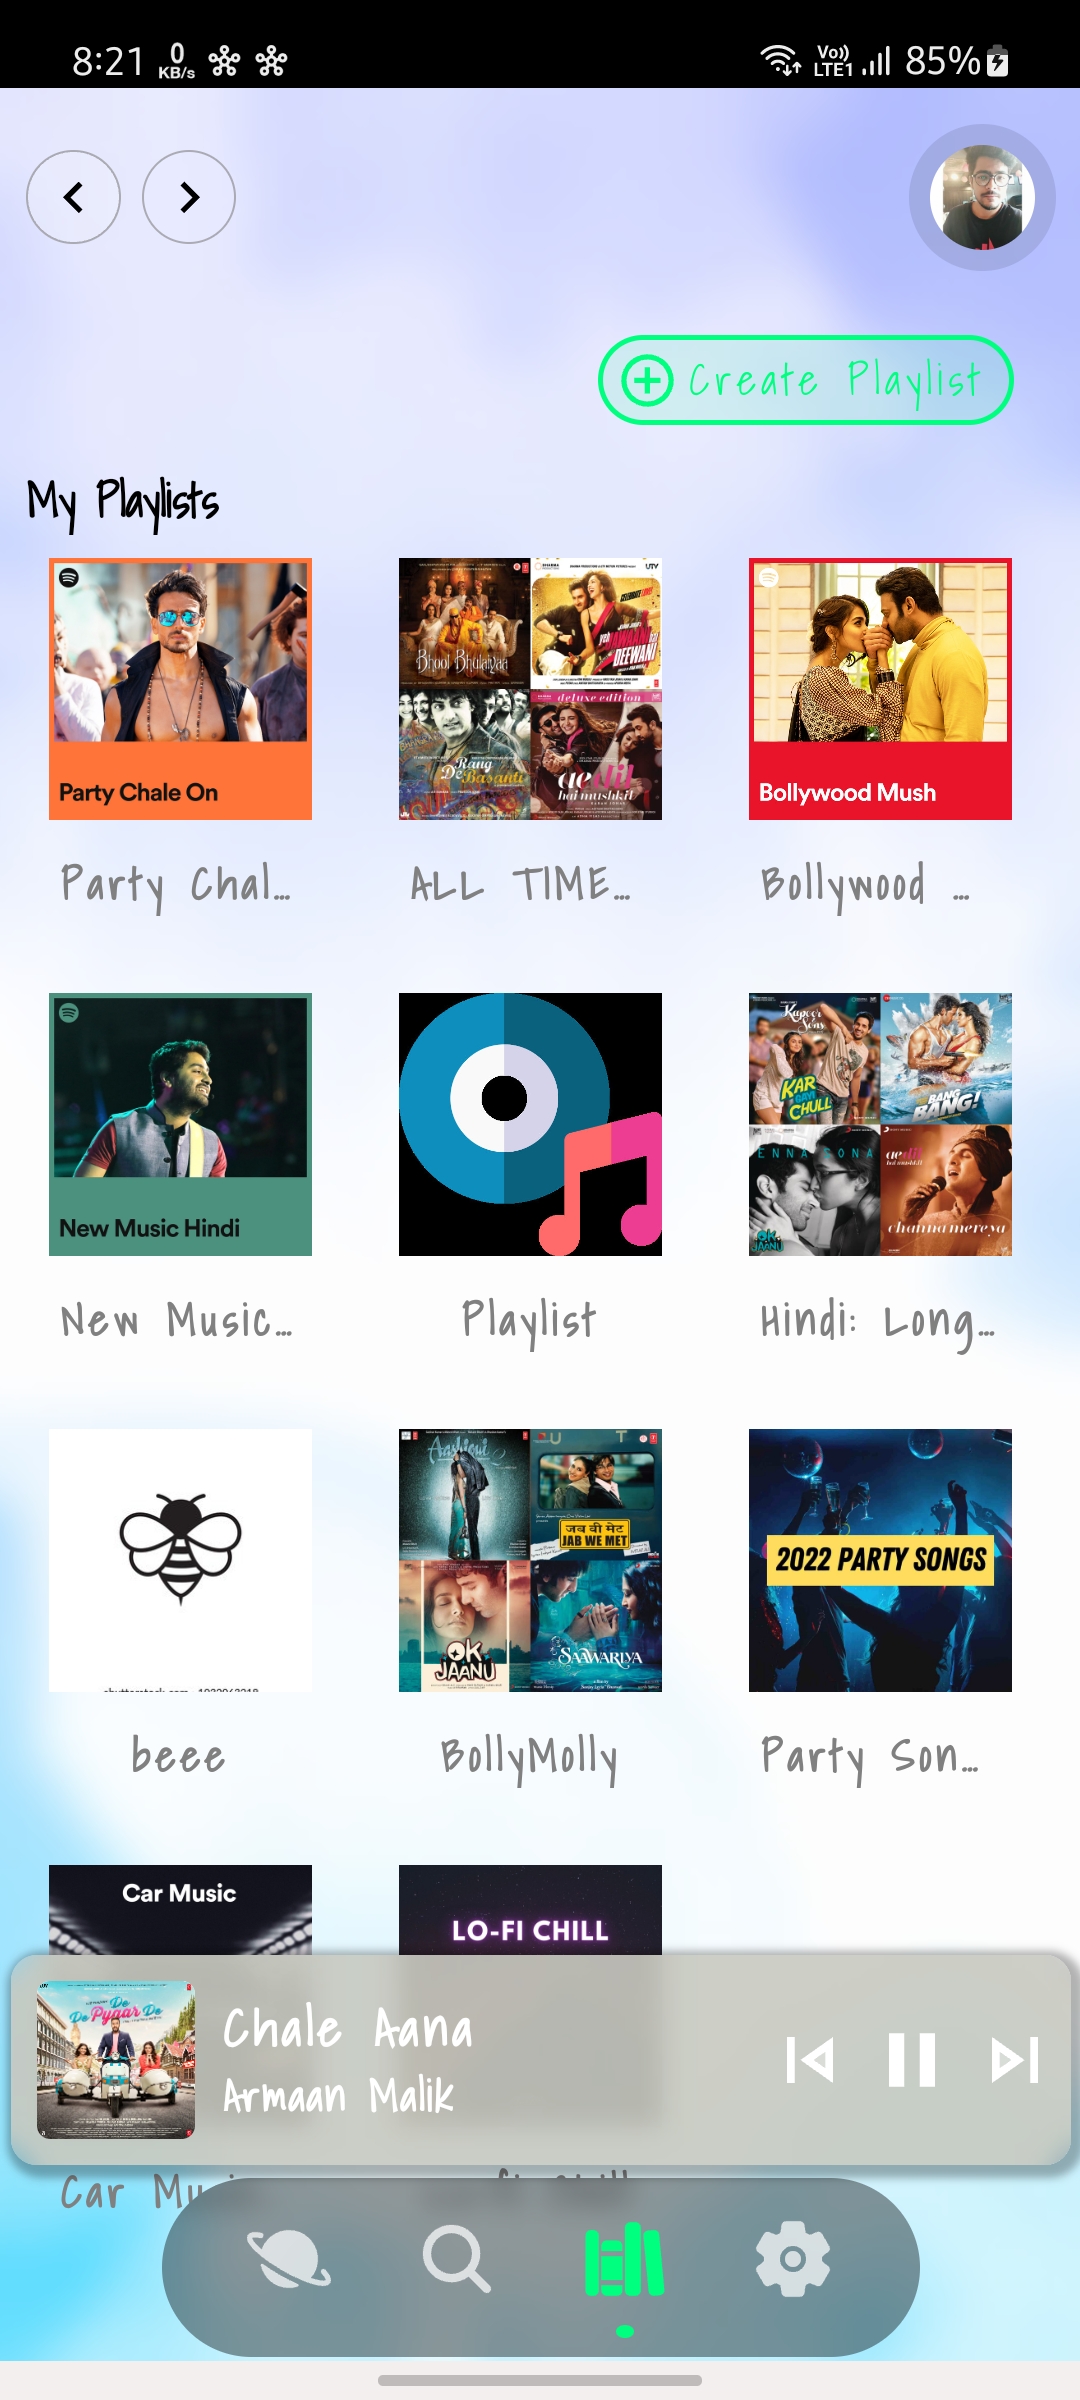 8:21 0 KB/s Vo)) LTE1 85%
Create Playlist
My Playlists
Bhool Bhulaiyaa
UTV
yeh JAWAANI hai DEEWANI
Rang De Basanti
deluxe edition
ae dil hai mushkil
Party Chale On
Bollywood Mush
Party Chal...
ALL TIME...
Bollywood ...
New Music Hindi
Kapoor & Sons
KAR GAYI CHULL
BANG BANG!
ENNA SONA
OK JAANU
ae dil hai mushkil
channa mereya
New Music...
Playlist
Hindi: Long...
Aashiqui 2
जब वी मेट
JAB WE MET
OK JAANU
SAAWARIYA
2022 PARTY SONGS
beee
BollyMolly
Party Son...
Car Music
LO-FI CHILL
De De Pyaar De
Chale Aana
Armaan Malik
Car Mu